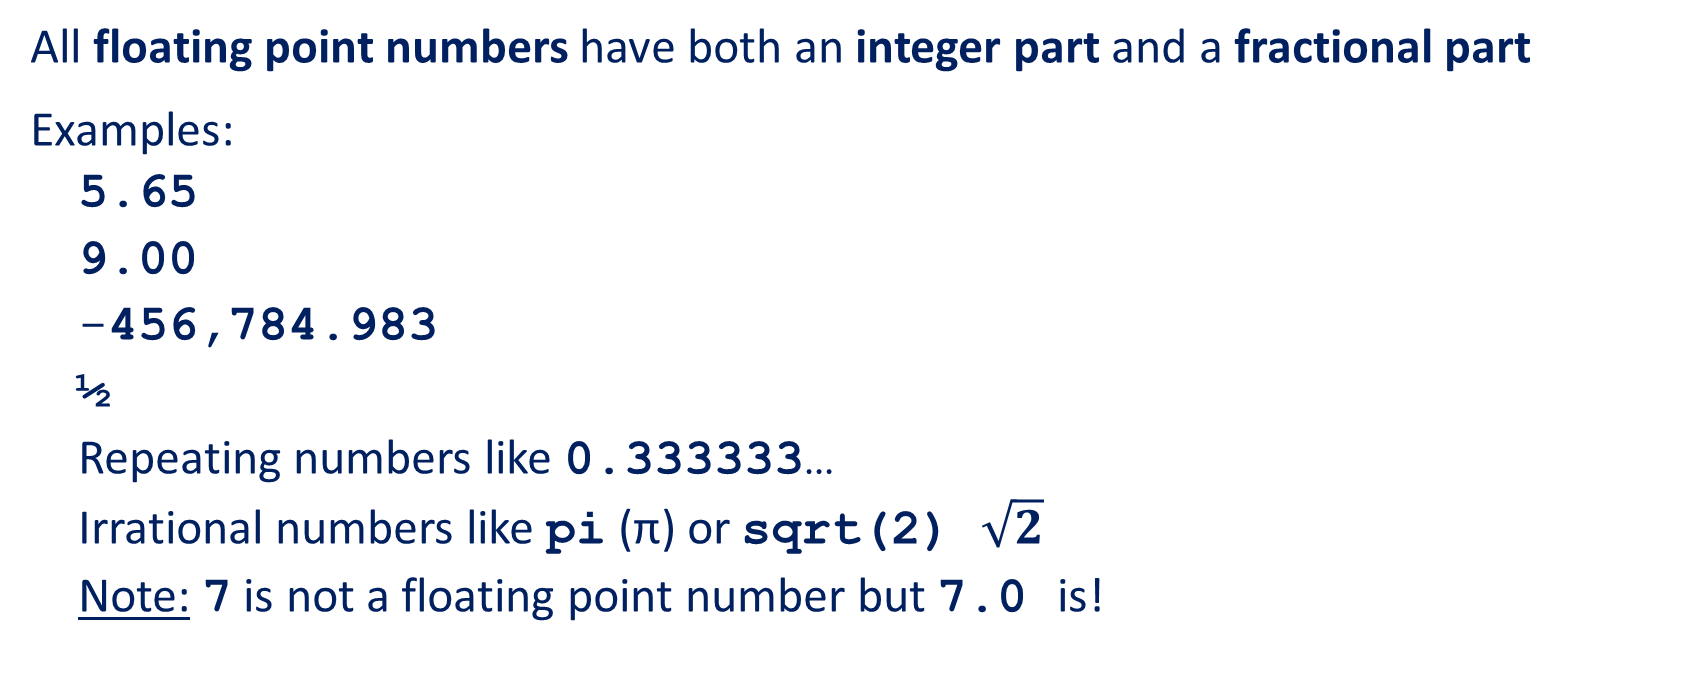 All floating point numbers have both an integer part and a fractional part
Examples:
5.65
9.00
-456,784.983
½
Repeating numbers like 0.333333...
Irrational numbers like pi (π) or sqrt(2) √2
Note: 7 is not a floating point number but 7.0 is!